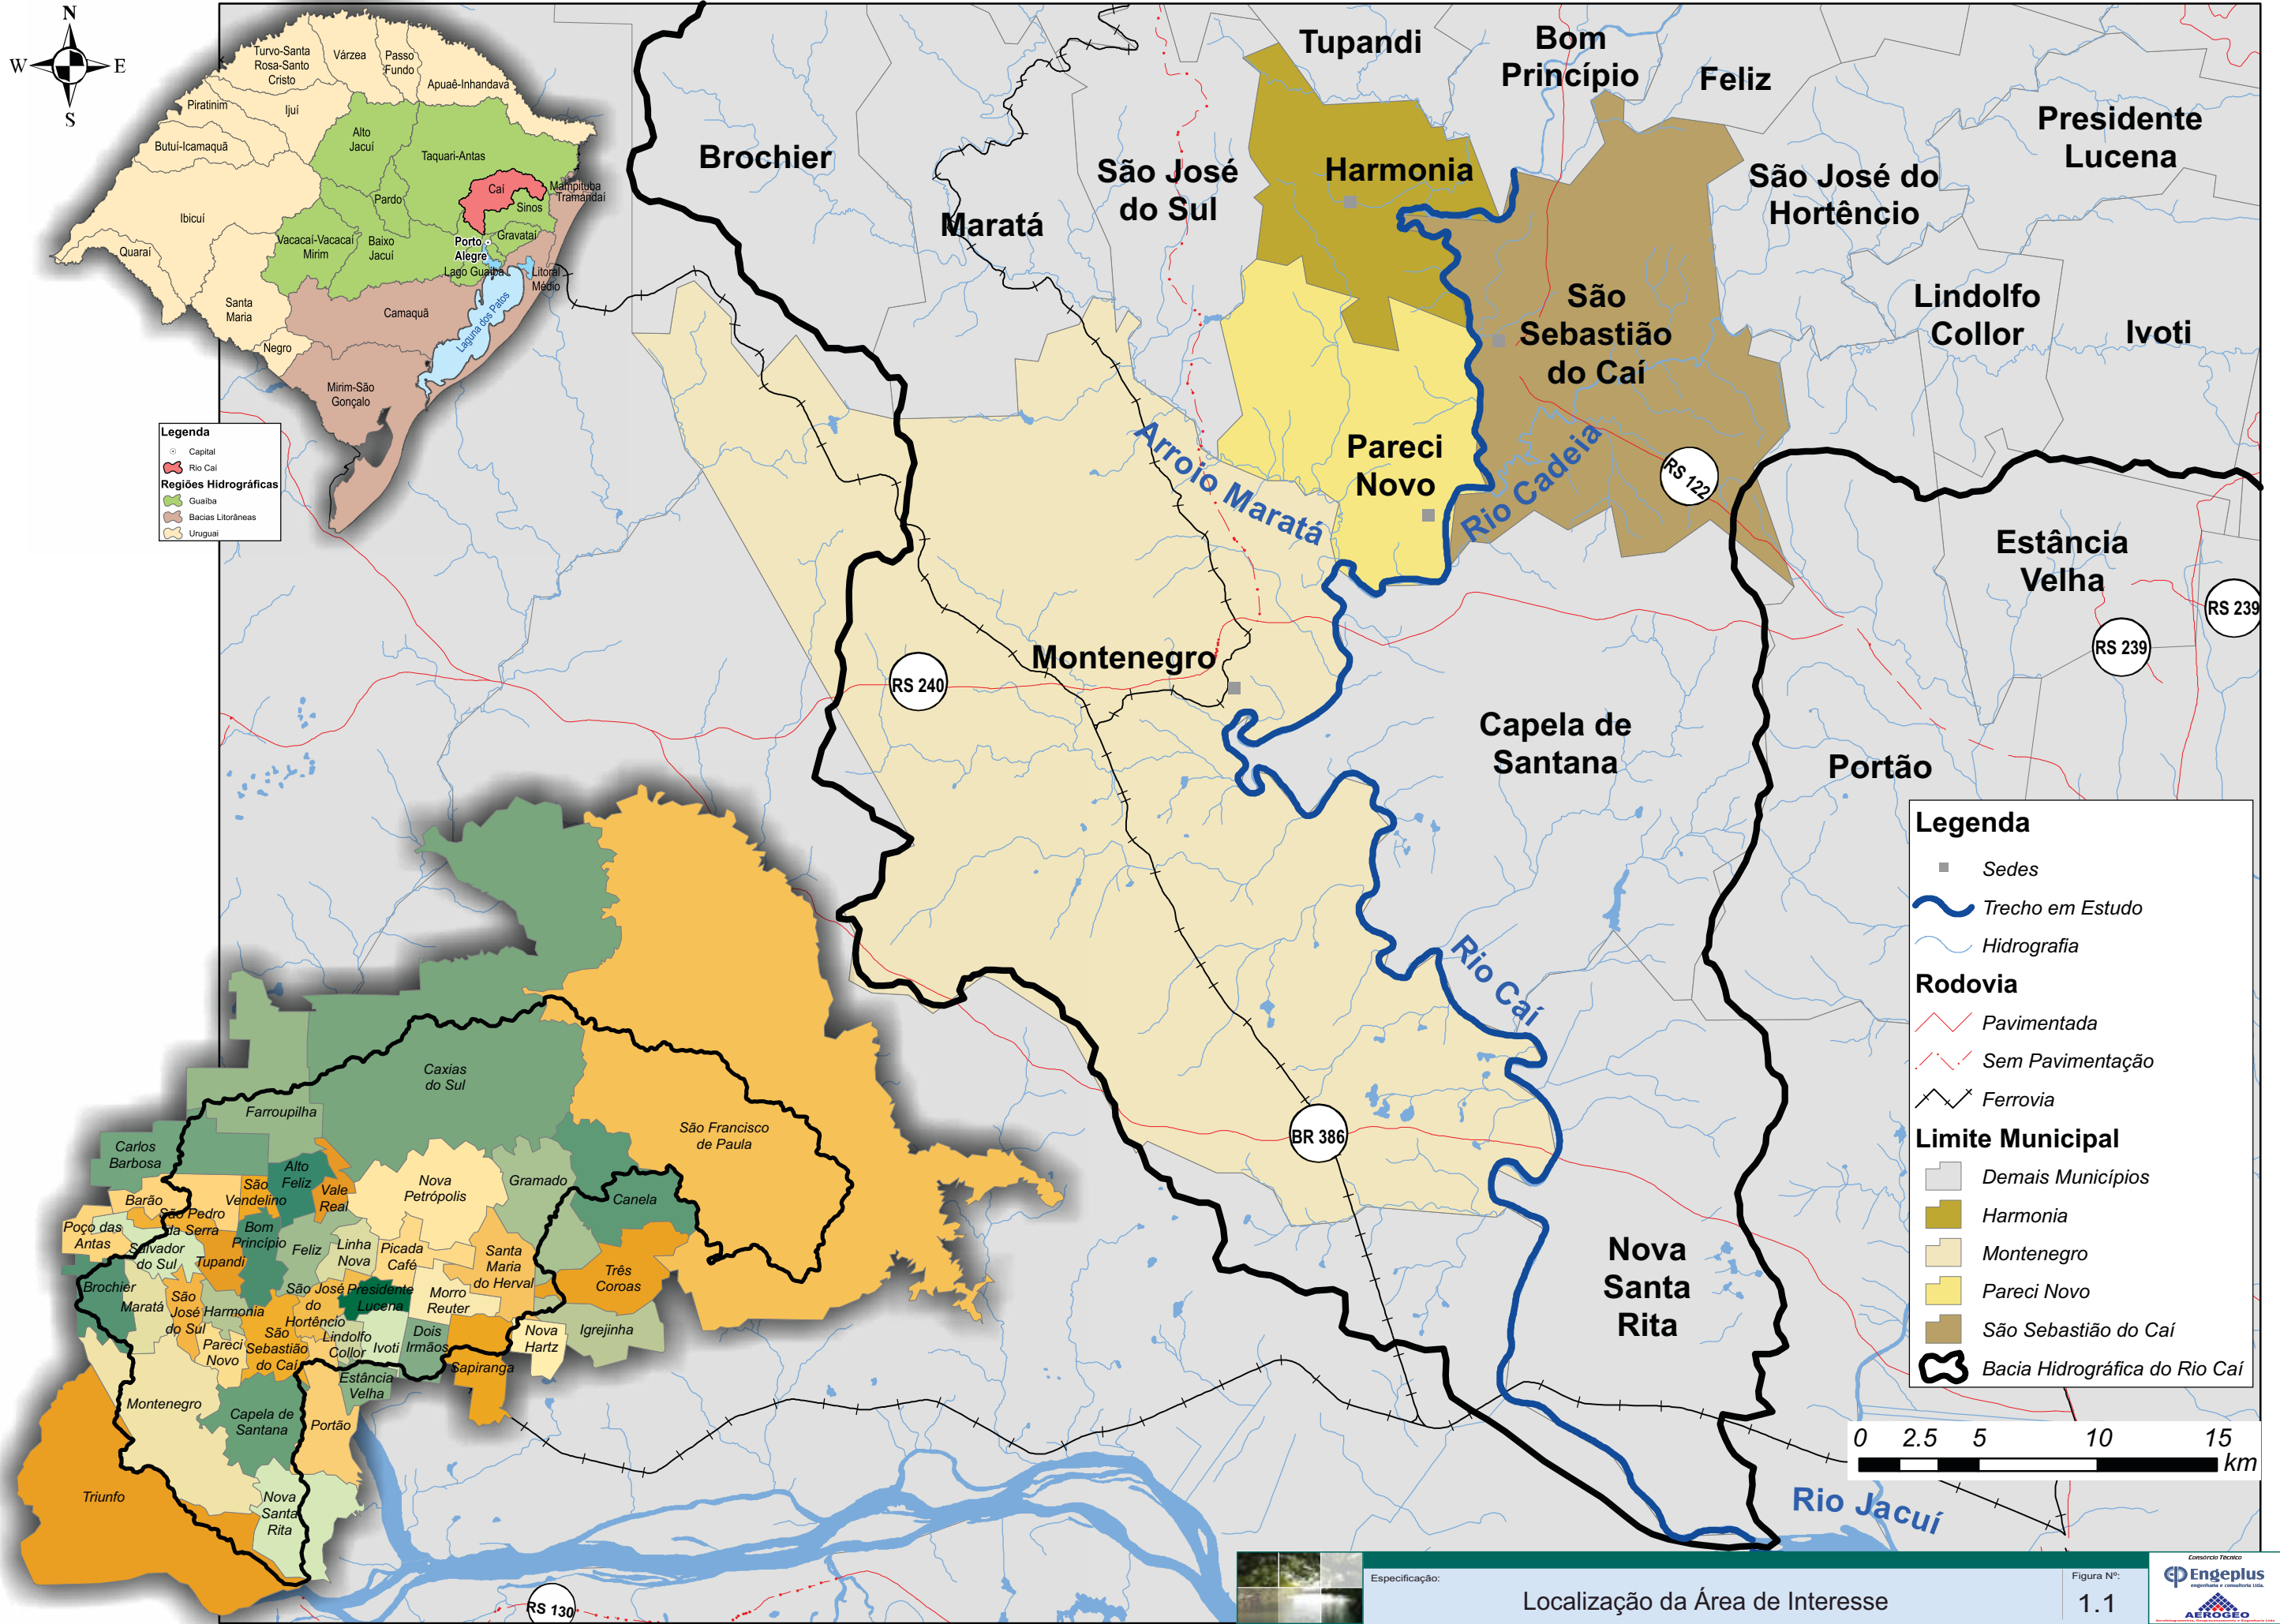 N
W
E
S
Turvo-Santa
Rosa-Santo
Cristo
Várzea
Passo
Fundo
Apuaê-Inhandava
Piratinim
Ijuí
Butuí-Icamaquã
Alto
Jacuí
Taquari-Antas
Caí
Mampituba
Tramandaí
Sinos
Pardo
Ibicuí
Gravataí
Quaraí
Vacacaí-Vacacaí
Mirim
Baixo
Jacuí
Porto
Alegre
Lago Guaíba
Litoral
Médio
Santa
Maria
Camaquã
Laguna dos Patos
Negro
Mirim-São
Gonçalo
Legenda
Capital
Rio Caí
Regiões Hidrográficas
Guaíba
Bacias Litorâneas
Uruguai
Tupandi
Bom
Princípio
Feliz
Presidente
Lucena
Brochier
São José
do Sul
Harmonia
São José do
Hortêncio
Maratá
São
Sebastião
do Caí
Lindolfo
Collor
Ivoti
Arroio Maratá
Pareci
Novo
Rio Cadeia
RS 122
Estância
Velha
RS 239
RS 239
Montenegro
RS 240
Capela de
Santana
Portão
Rio Caí
BR 386
Nova
Santa
Rita
Rio Jacuí
RS 130
Legenda
Sedes
Trecho em Estudo
Hidrografia
Rodovia
Pavimentada
Sem Pavimentação
Ferrovia
Limite Municipal
Demais Municípios
Harmonia
Montenegro
Pareci Novo
São Sebastião do Caí
Bacia Hidrográfica do Rio Caí
0 2.5 5 10 15
km
Caxias
do Sul
Farroupilha
São Francisco
de Paula
Carlos
Barbosa
Alto
Feliz
São
Vendelino
Vale
Real
Nova
Petrópolis
Gramado
Canela
Barão
São Pedro
da Serra
Poço das
Antas
Bom
Princípio
Salvador
do Sul
Tupandi
Feliz
Linha
Nova
Picada
Café
Santa
Maria
do Herval
Três
Coroas
Brochier
Maratá
São
José
do Sul
Harmonia
São José
do
Hortêncio
Presidente
Lucena
Morro
Reuter
Pareci
Novo
São
Sebastião
do Caí
Lindolfo
Collor
Ivoti
Dois
Irmãos
Nova
Hartz
Igrejinha
Sapiranga
Estância
Velha
Montenegro
Capela de
Santana
Portão
Triunfo
Nova
Santa
Rita
Especificação:
Localização da Área de Interesse
Figura Nº:
1.1
Consórcio Técnico
Engeplus
engenharia e consultoria Ltda.
AEROGEO